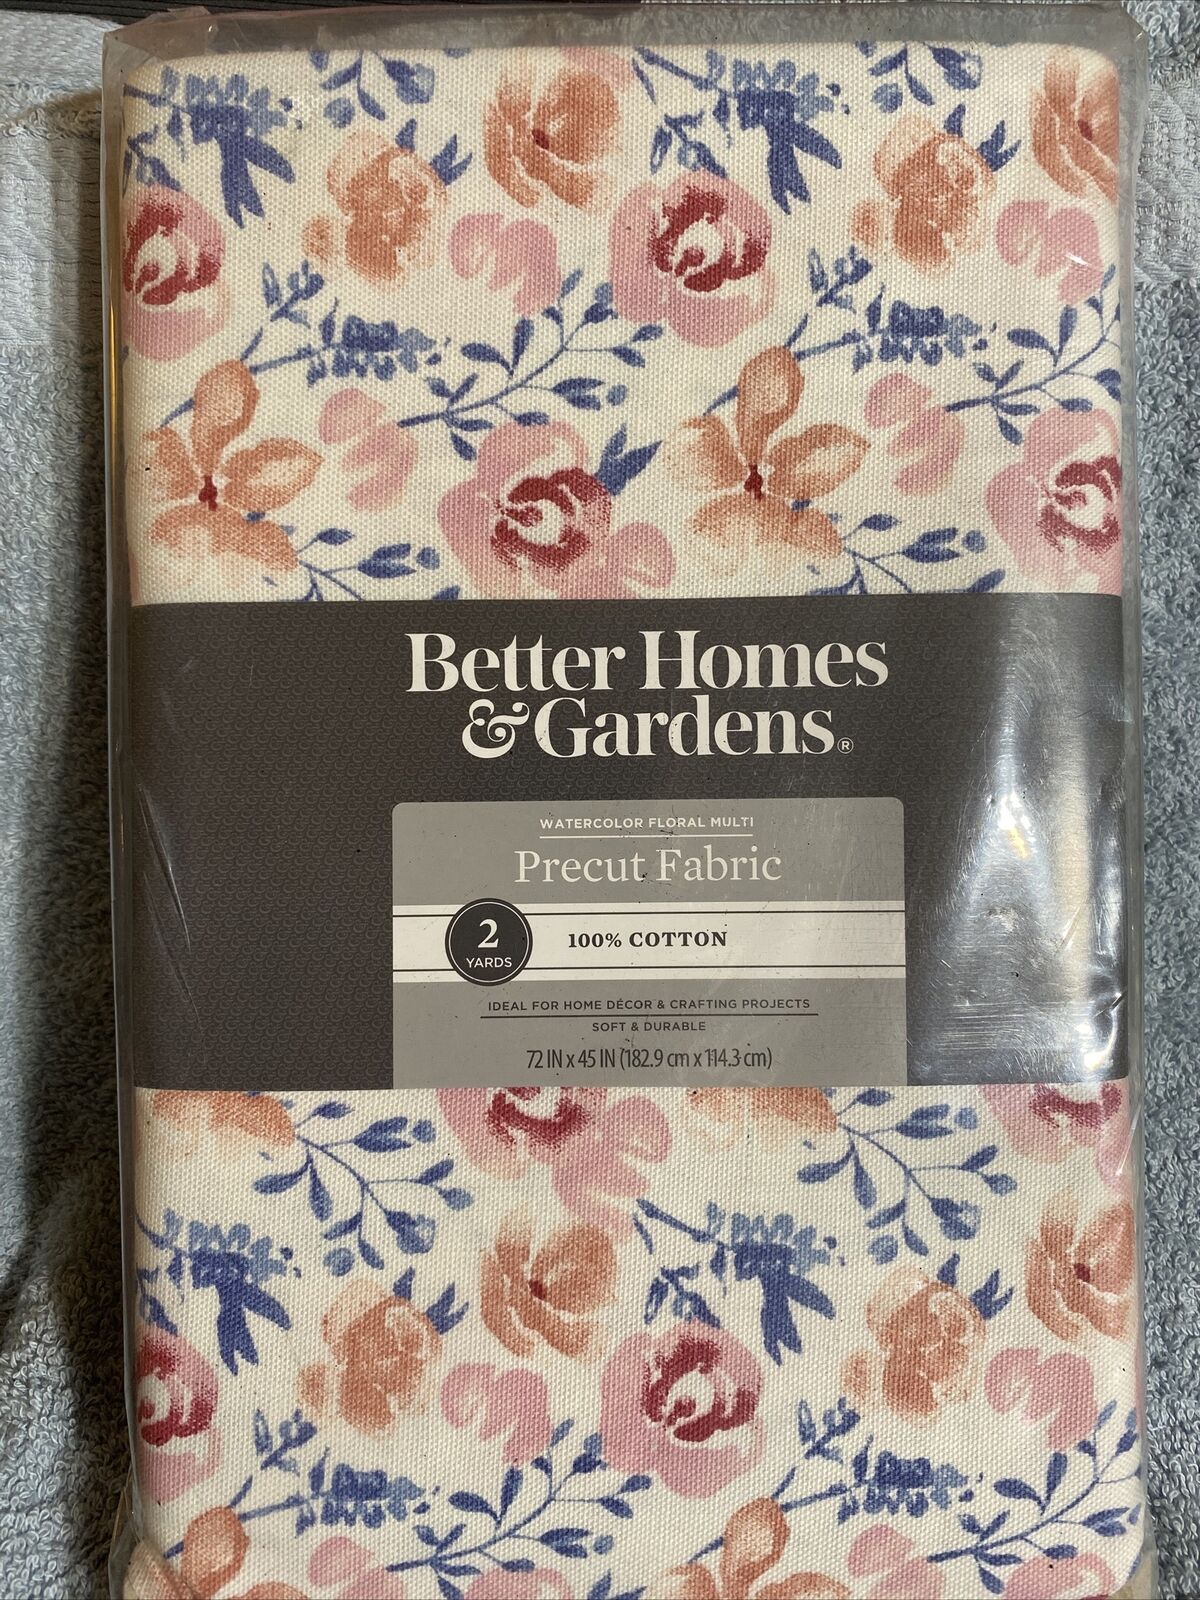 Better Homes
& Gardens®
WATERCOLOR FLORAL MULTI
Precut Fabric
2
YARDS
100% COTTON
IDEAL FOR HOME DÉCOR & CRAFTING PROJECTS
SOFT & DURABLE
72 IN x 45 IN (182.9 cm x 114.3 cm)